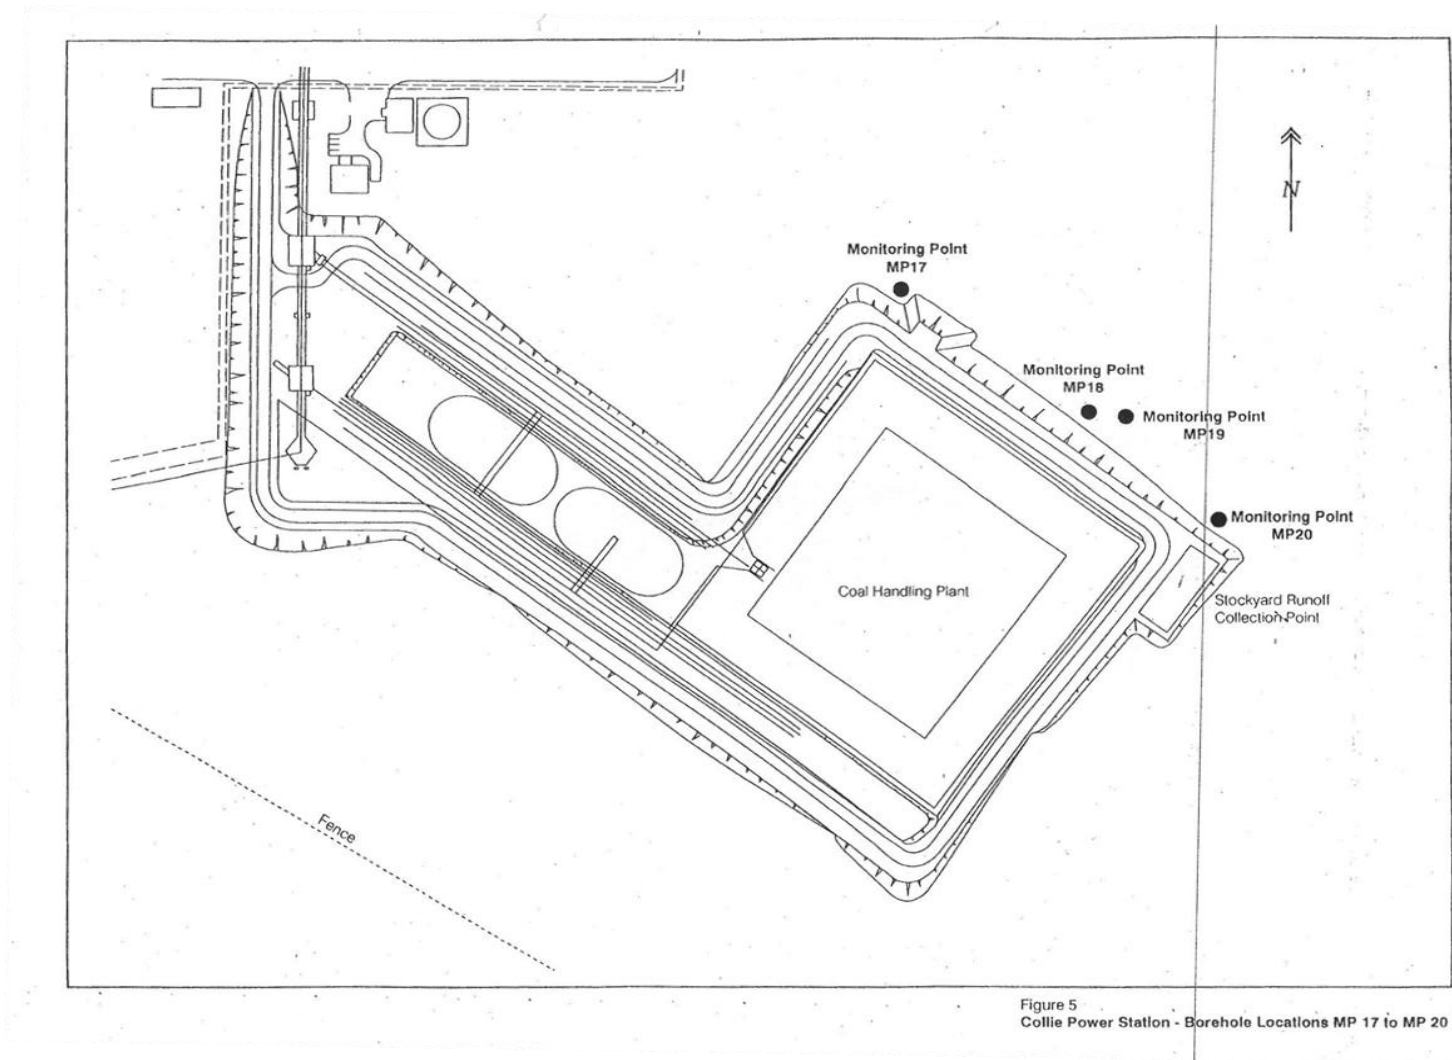 N
Monitoring Point
MP17
Monitoring Point
MP18
Monitoring Point
MP19
Monitoring Point
MP20
Coal Handling Plant
Stockyard Runoff
Collection Point
Fence
Figure 5
Collie Power Station - Borehole Locations MP 17 to MP 20